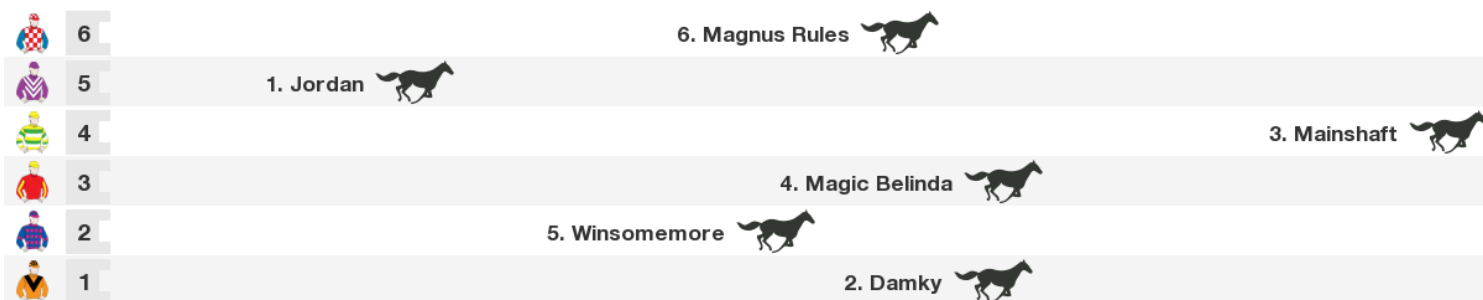 6 6. Magnus Rules
5 1. Jordan
4 3. Mainshaft
3 4. Magic Belinda
2 5. Winsomemore
1 2. Damky